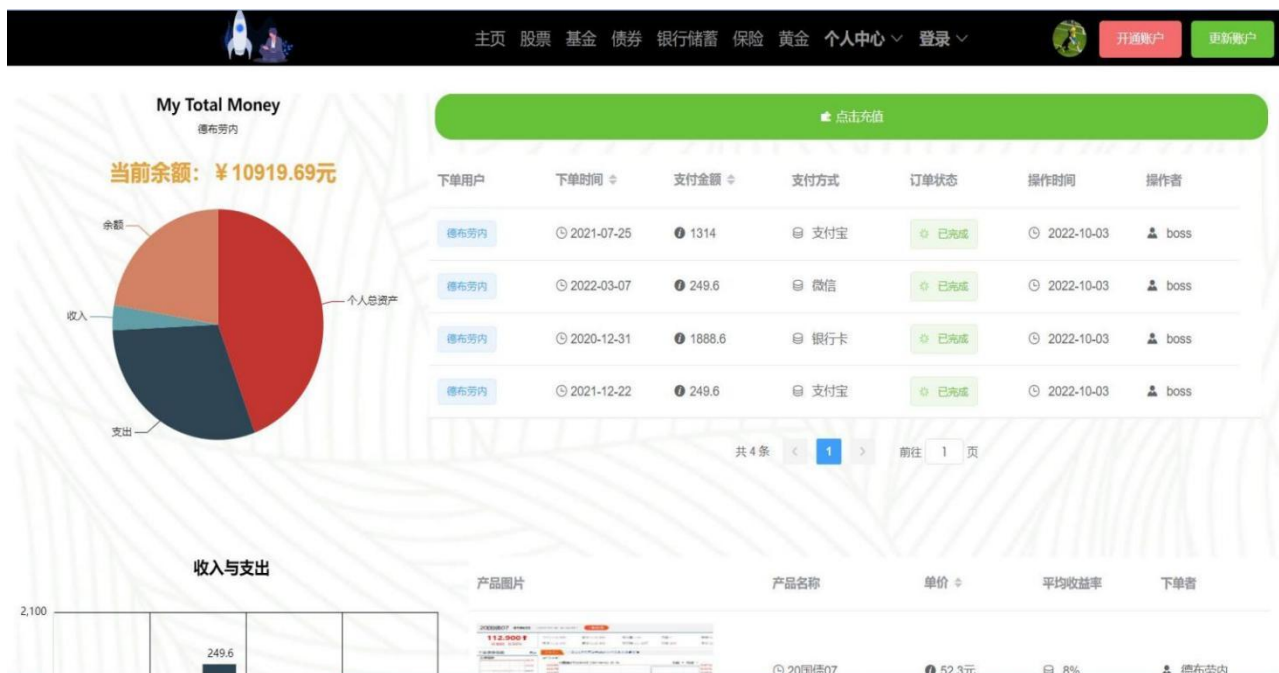 主页 股票 基金 债券 银行储蓄 保险 黄金 个人中心 登录 开通账户 更新账户
My Total Money
德布劳内
当前余额：￥10919.69元
余额
个人总资产
收入
支出
点击充值
下单用户 下单时间 支付金额 支付方式 订单状态 操作时间 操作者
德布劳内 2021-07-25 1314 支付宝 已完成 2022-10-03 boss
德布劳内 2022-03-07 249.6 微信 已完成 2022-10-03 boss
德布劳内 2020-12-31 1888.6 银行卡 已完成 2022-10-03 boss
德布劳内 2021-12-22 249.6 支付宝 已完成 2022-10-03 boss
共 4 条 1 前往 1 页
收入与支出
2,100
249.6
产品图片 产品名称 单价 平均收益率 下单者
112.900
20国债07 52.3元 8% 德布劳内